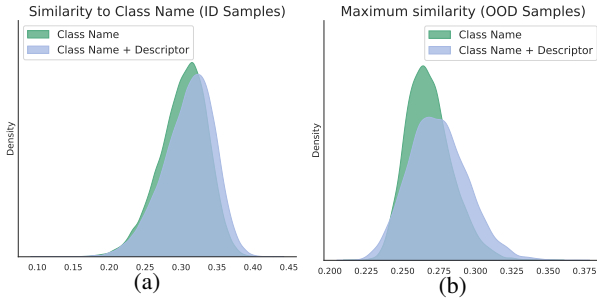 Similarity to Class Name (ID Samples)
Class Name
Class Name + Descriptor
Density
0.10 0.15 0.20 0.25 0.30 0.35 0.40 0.45
(a)
Maximum similarity (OOD Samples)
Class Name
Class Name + Descriptor
Density
0.200 0.225 0.250 0.275 0.300 0.325 0.350 0.375
(b)